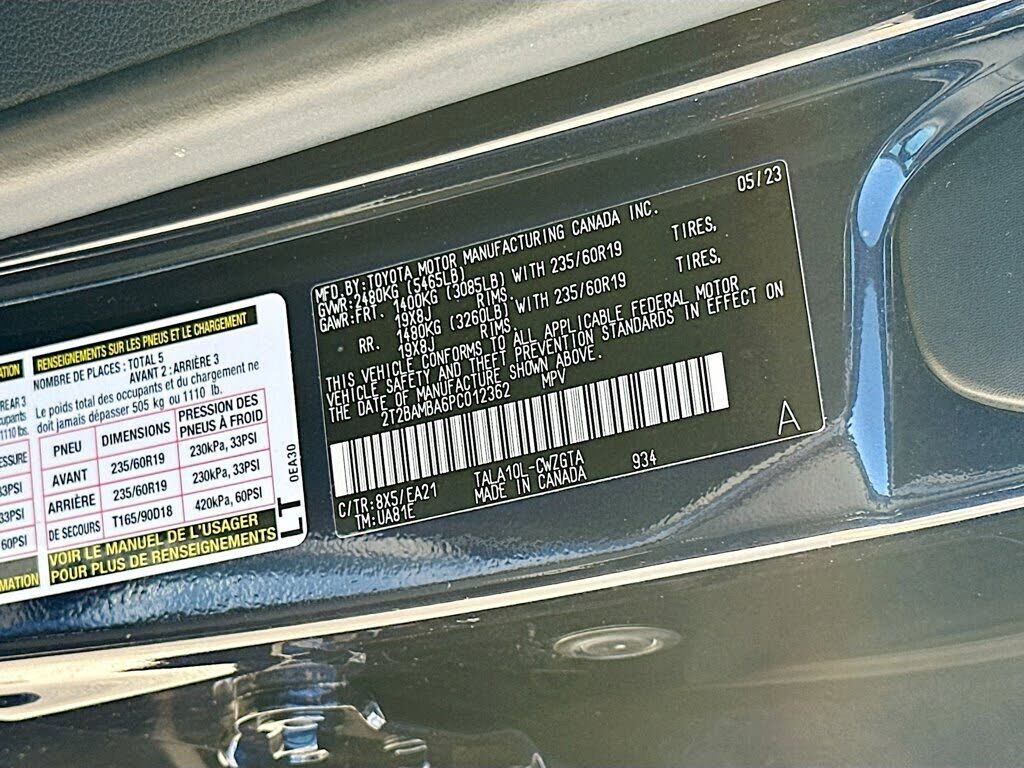 05/23
MFD.BY:TOYOTA MOTOR MANUFACTURING CANADA INC.
GVWR:2480KG (5465LB)
GAWR:FRT. 1400KG (3085LB) WITH 235/60R19 TIRES,
19X8J RIMS.
RR. 1480KG (3260LB) WITH 235/60R19 TIRES,
19X8J RIMS.
THIS VEHICLE CONFORMS TO ALL APPLICABLE FEDERAL MOTOR
VEHICLE SAFETY AND THEFT PREVENTION STANDARDS IN EFFECT ON
THE DATE OF MANUFACTURE SHOWN ABOVE.
2T2BAMBA6PC012362 MPV
A
C/TR:8X5/EA21 TALA10L-CWZGTA 934
TM:UA81E MADE IN CANADA
RENSEIGNEMENTS SUR LES PNEUS ET LE CHARGEMENT
NOMBRE DE PLACES : TOTAL 5
AVANT 2 : ARRIÈRE 3
Le poids total des occupants et du chargement ne
doit jamais dépasser 505 kg ou 1110 lb.
PNEU DIMENSIONS PRESSION DES PNEUS À FROID
AVANT 235/60R19 230kPa, 33PSI
ARRIÈRE 235/60R19 230kPa, 33PSI
DE SECOURS T165/90D18 420kPa, 60PSI
VOIR LE MANUEL DE L'USAGER
POUR PLUS DE RENSEIGNEMENTS
LT 0EA30
REAR 3
1110 lbs.
33PSI
60PSI